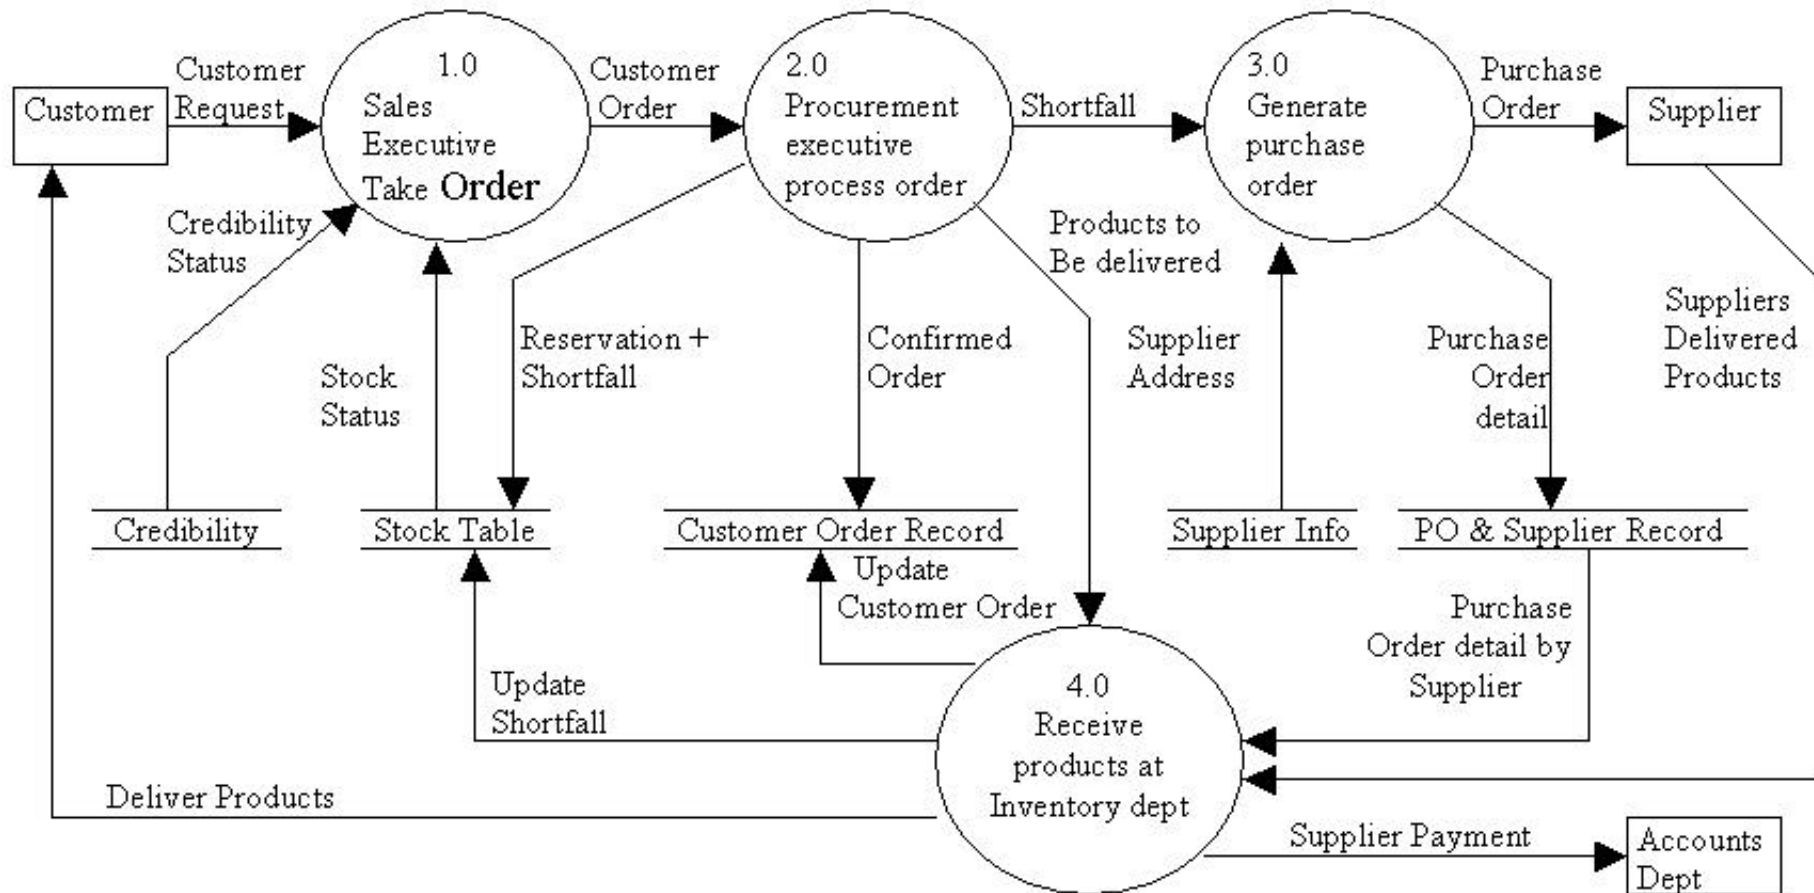 Customer
Customer
Request
1.0
Sales
Executive
Take Order
Customer
Order
2.0
Procurement
executive
process order
Shortfall
3.0
Generate
purchase
order
Purchase
Order
Supplier
Credibility
Status
Stock
Status
Reservation +
Shortfall
Confirmed
Order
Products to
Be delivered
Supplier
Address
Purchase
Order
detail
Suppliers
Delivered
Products
Credibility
Stock Table
Customer Order Record
Supplier Info
PO & Supplier Record
Update
Customer Order
Update
Shortfall
4.0
Receive
products at
Inventory dept
Purchase
Order detail by
Supplier
Deliver Products
Supplier Payment
Accounts
Dept